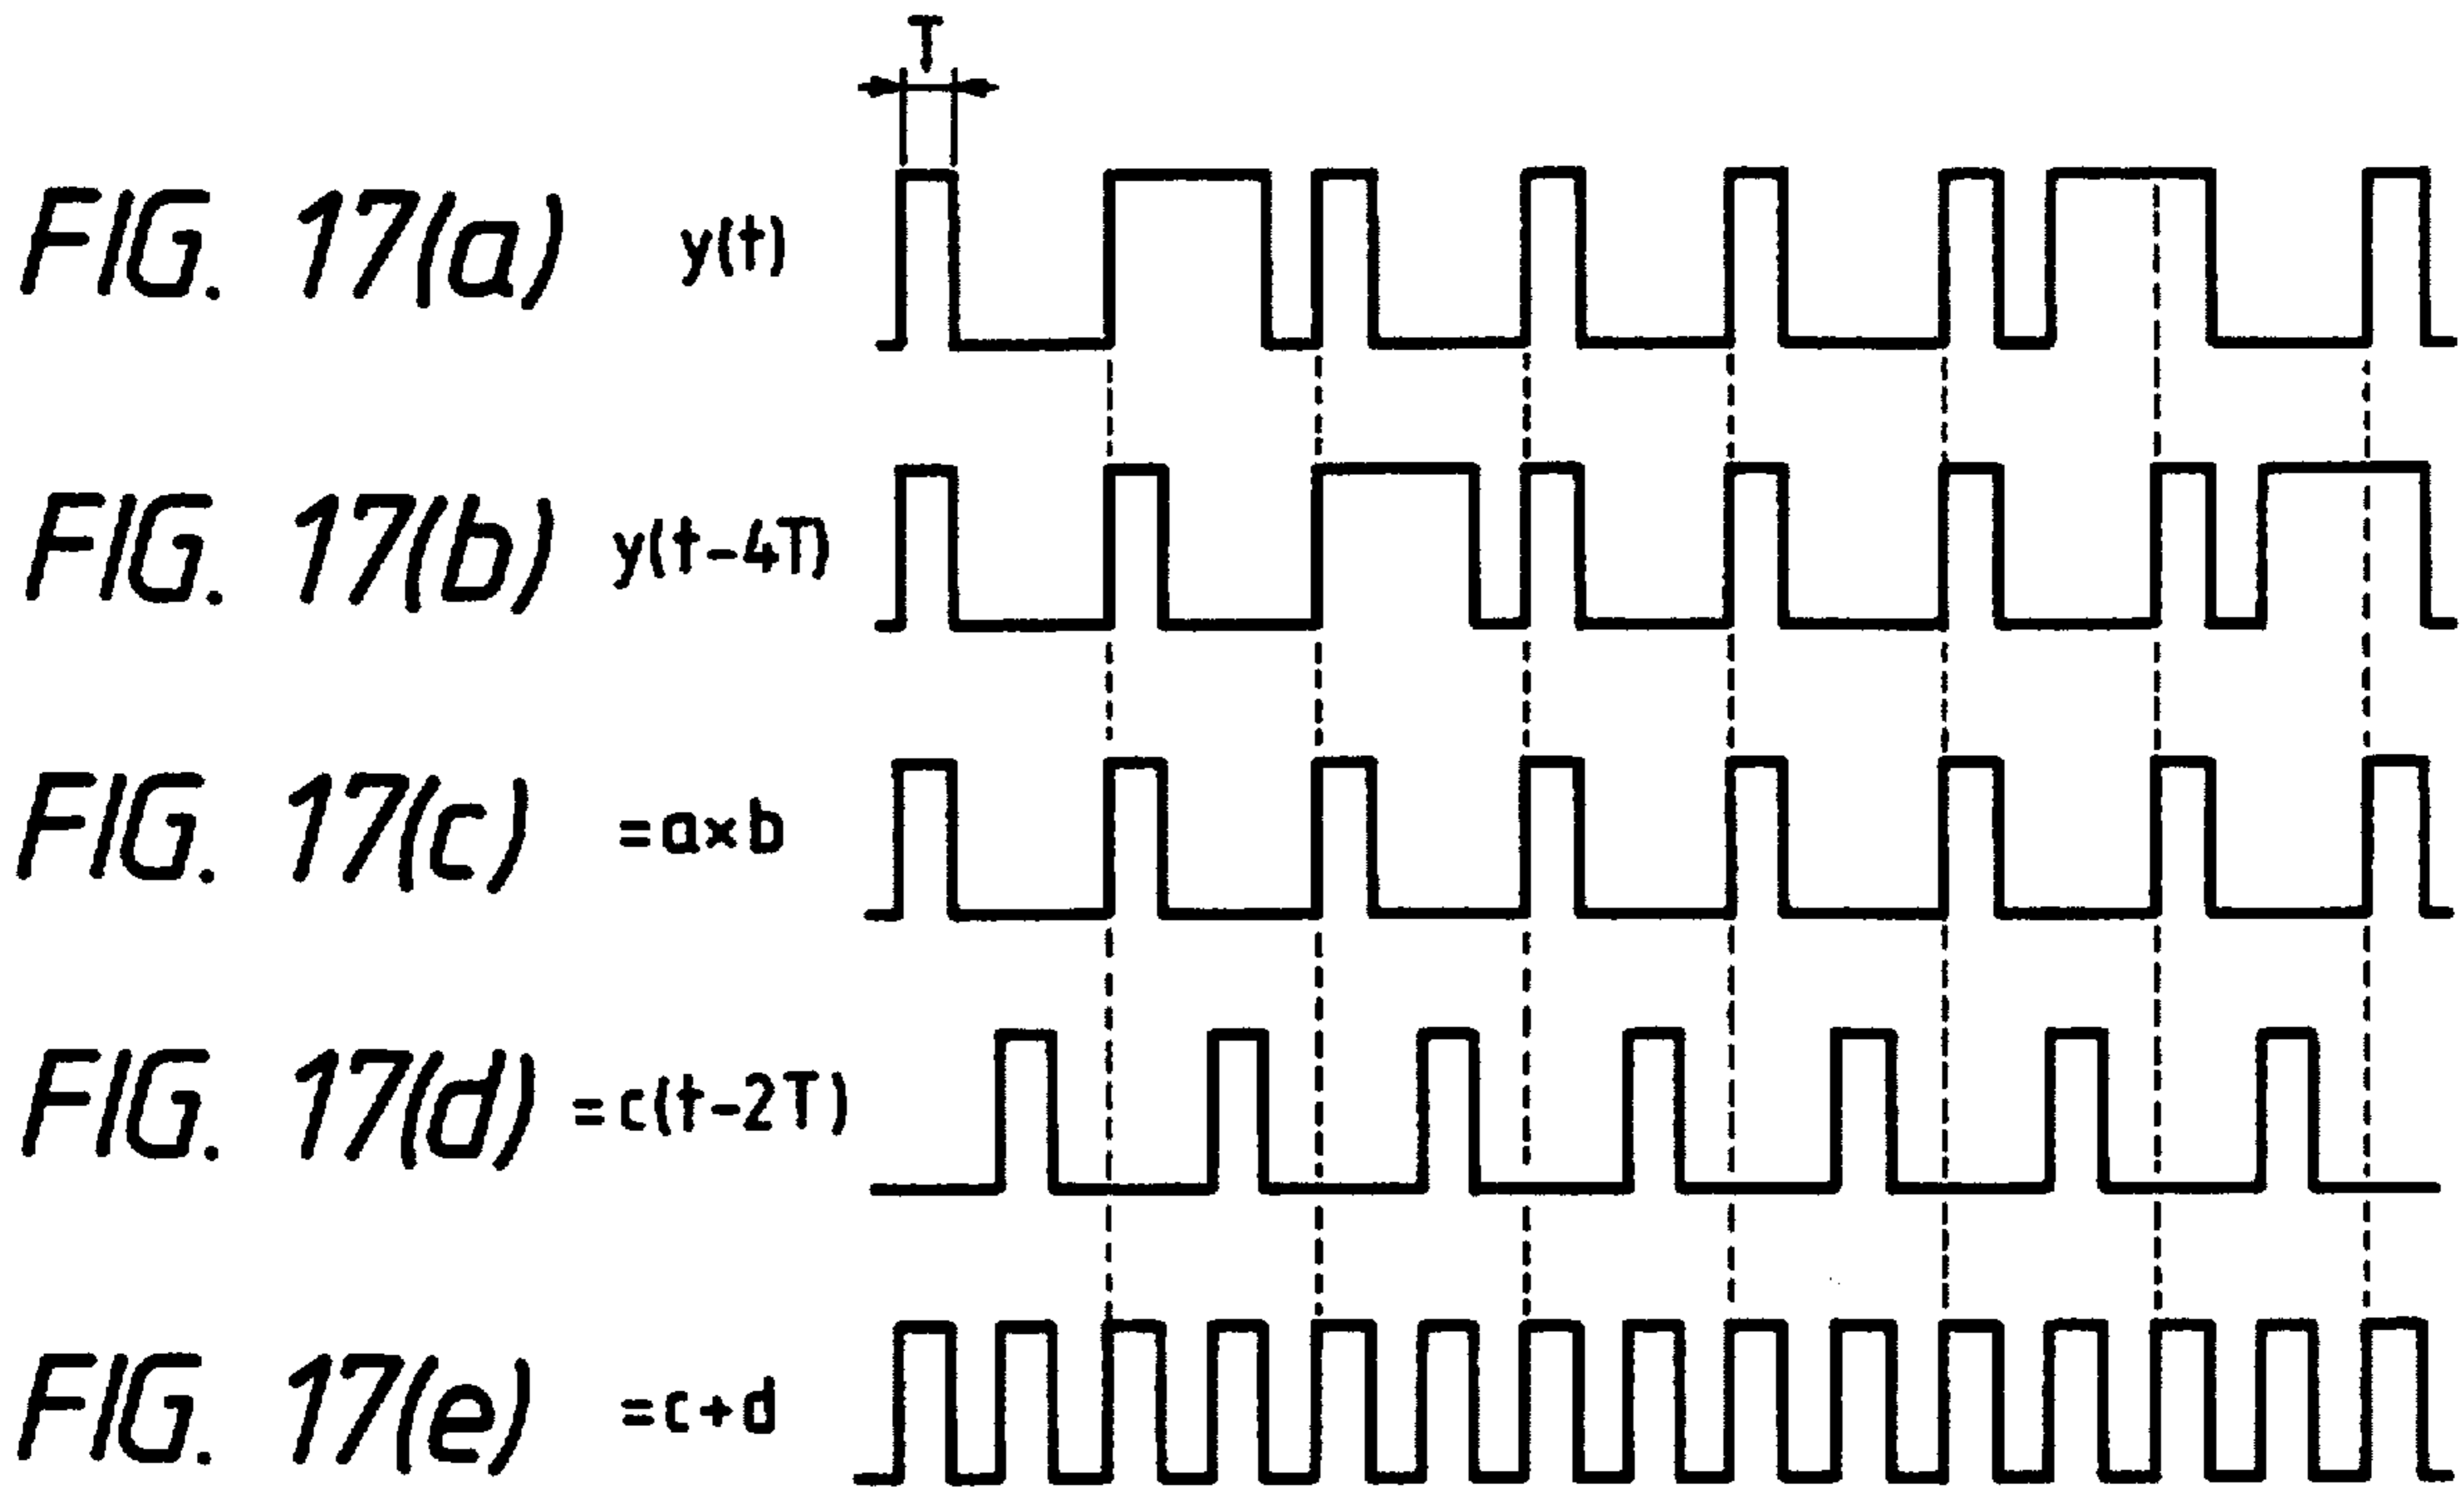 T
FIG. 17(a) y(t)
FIG. 17(b) y(t-4T)
FIG. 17(c) =a×b
FIG. 17(d) =c(t-2T)
FIG. 17(e) =c+d